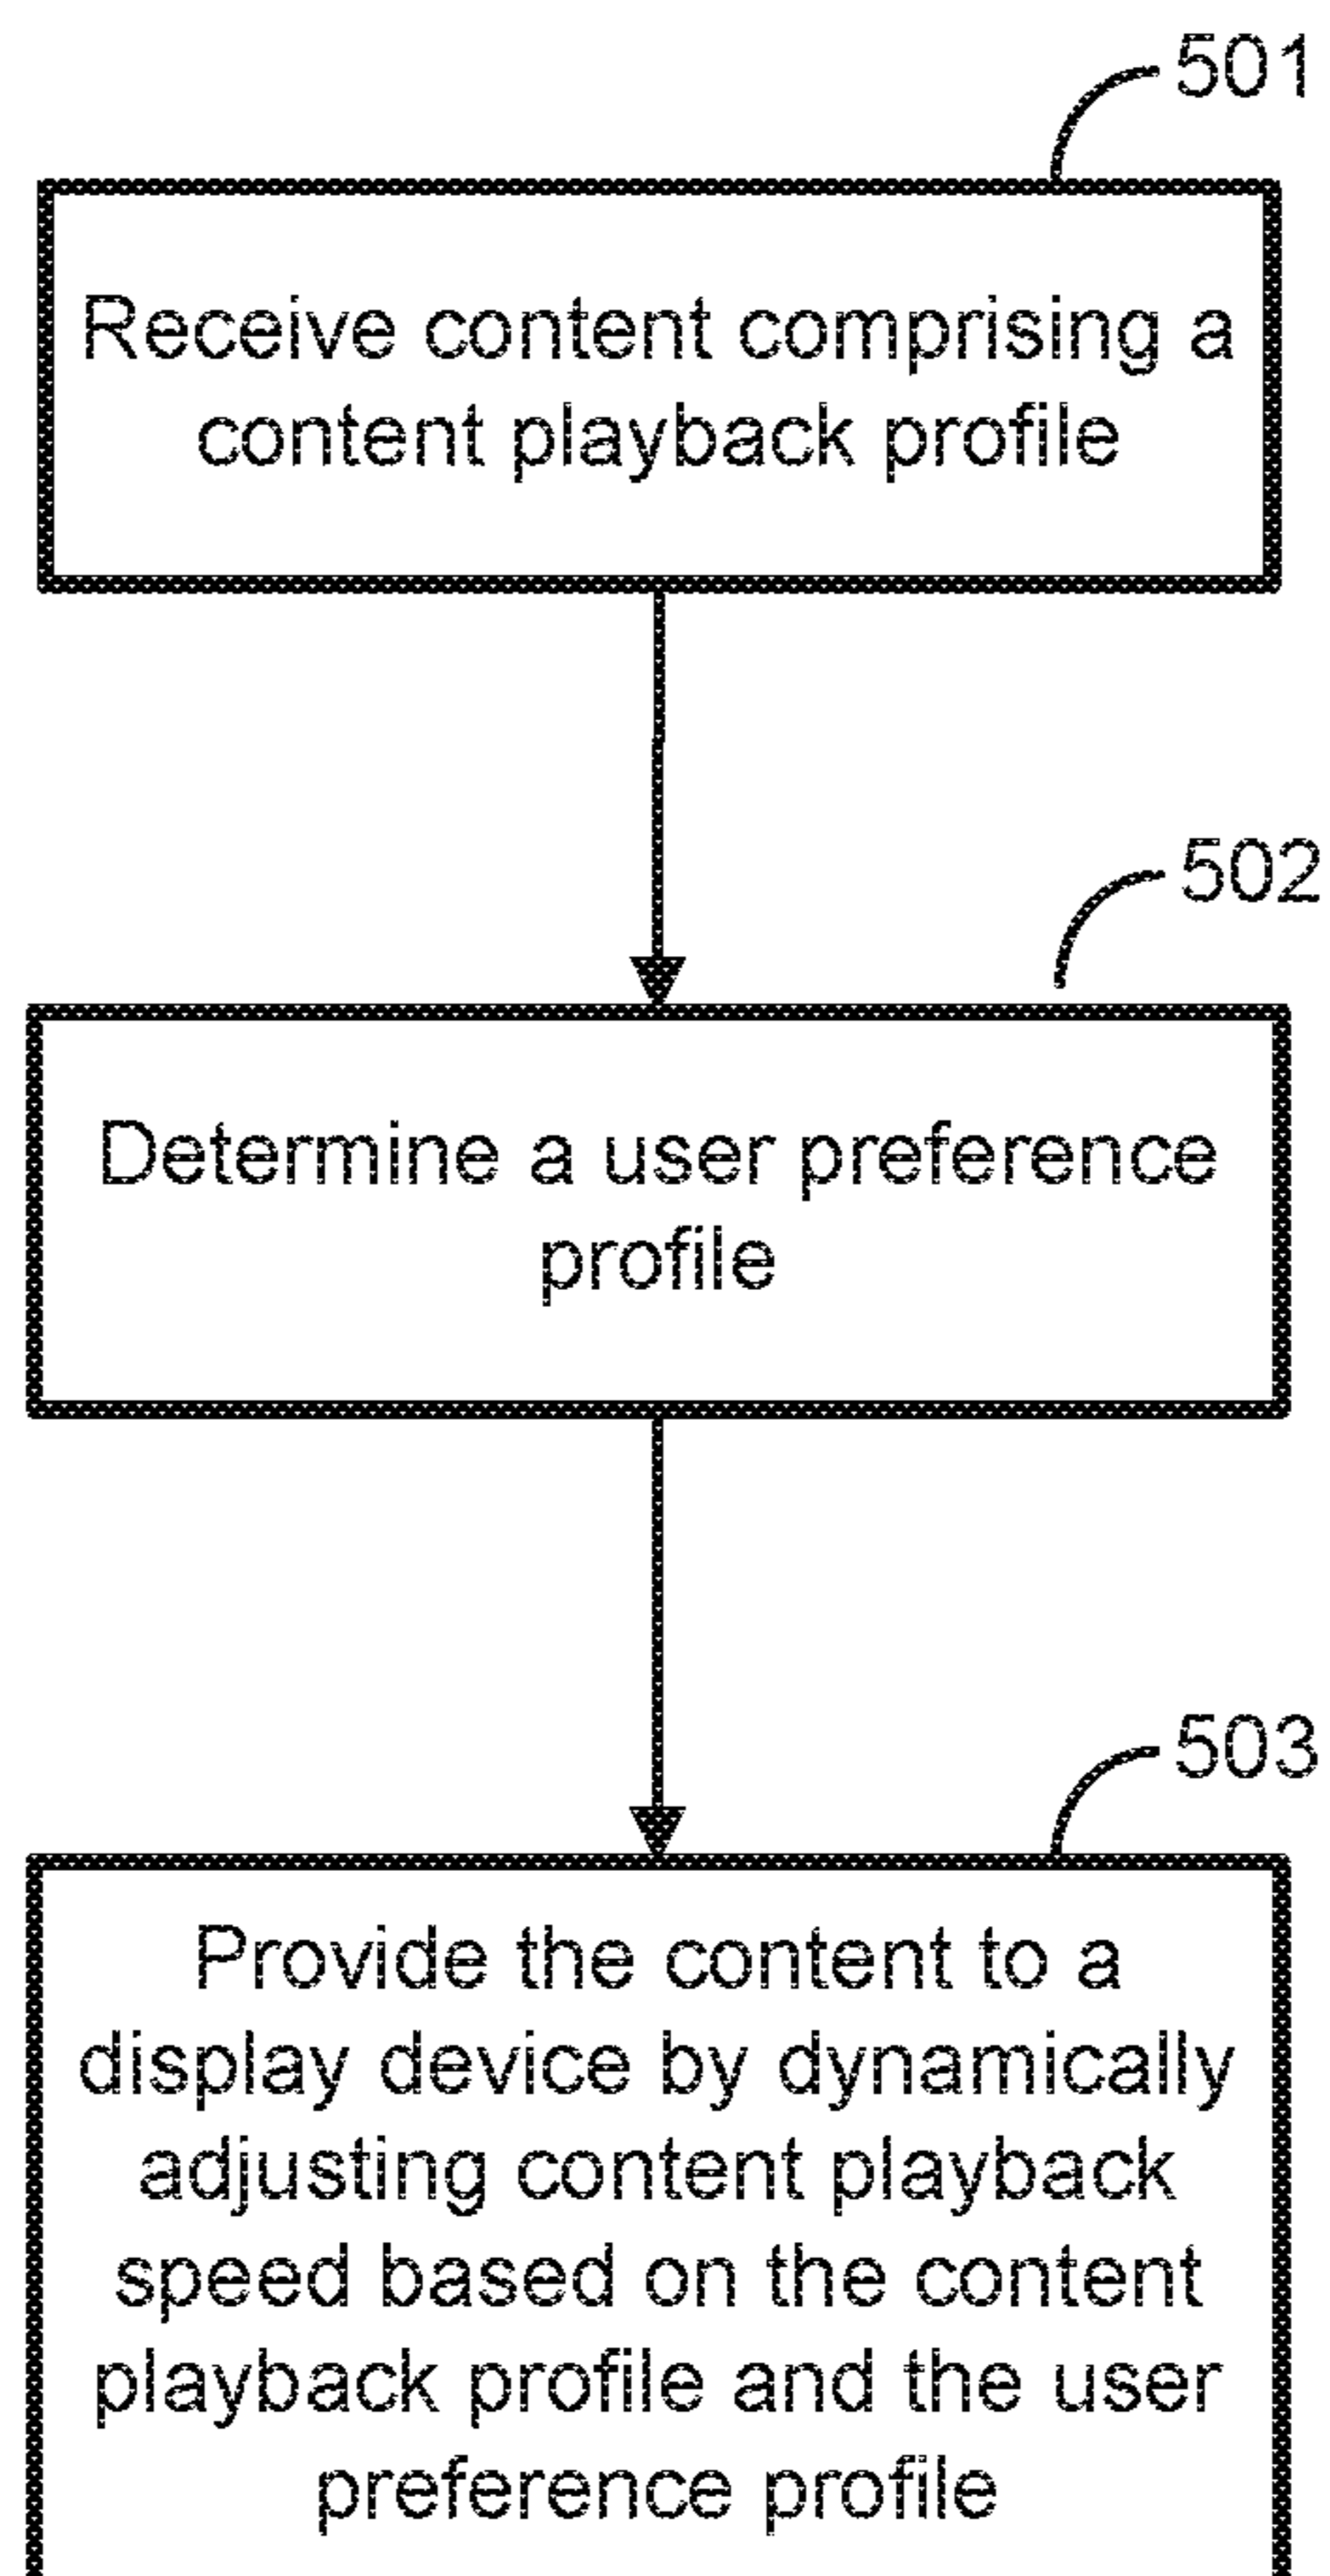 501
Receive content comprising a
content playback profile
502
Determine a user preference
profile
503
Provide the content to a
display device by dynamically
adjusting content playback
speed based on the content
playback profile and the user
preference profile